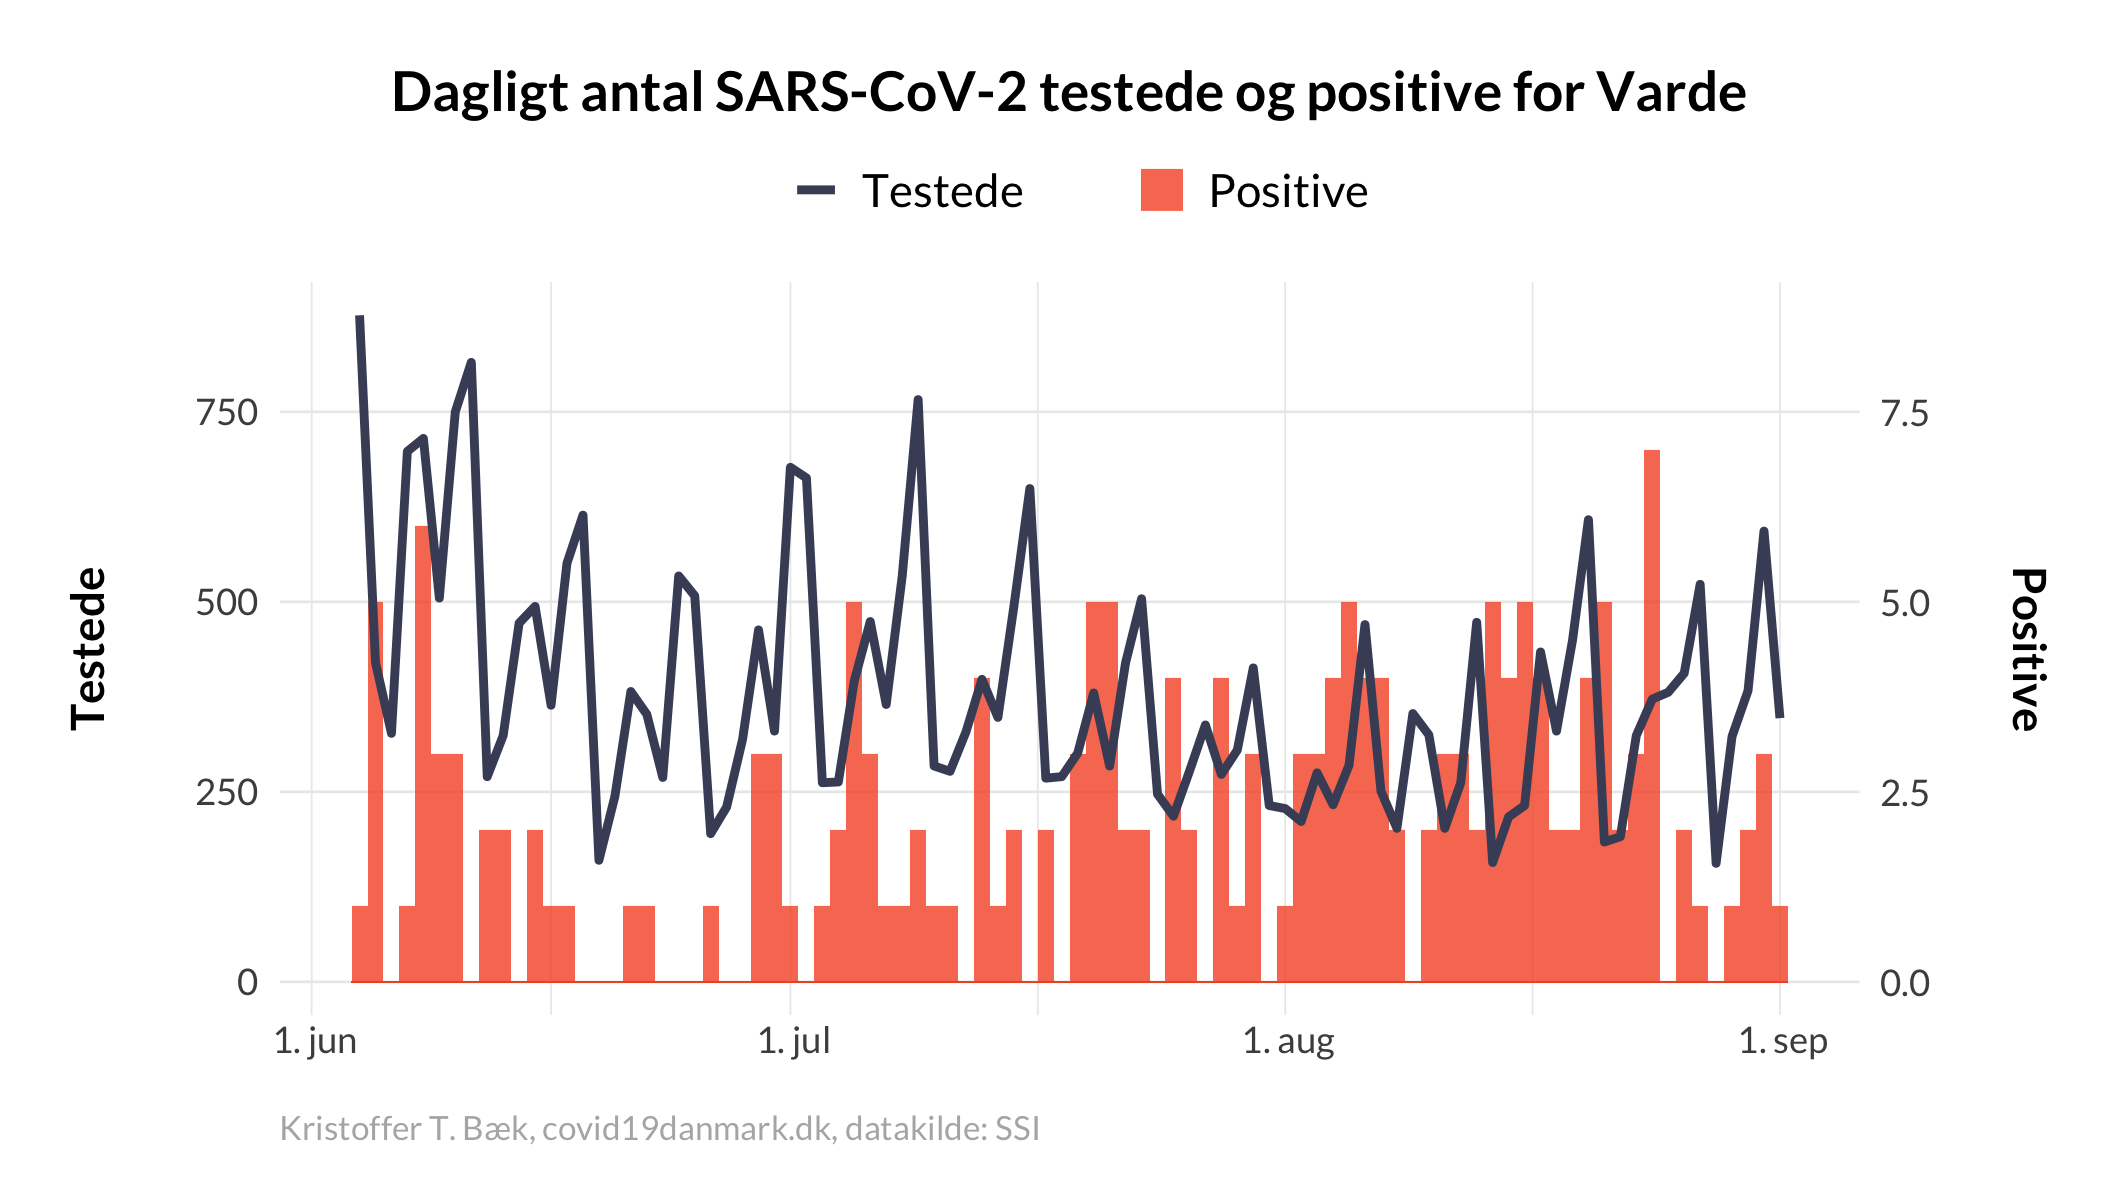 Dagligt antal SARS-CoV-2 testede og positive for Varde
Testede
Positive
Testede
750
500
250
0
7.5
5.0
2.5
0.0
Positive
1. jun
1. jul
1. aug
1. sep
Kristoffer T. Bæk, covid19danmark.dk, datakilde: SSI